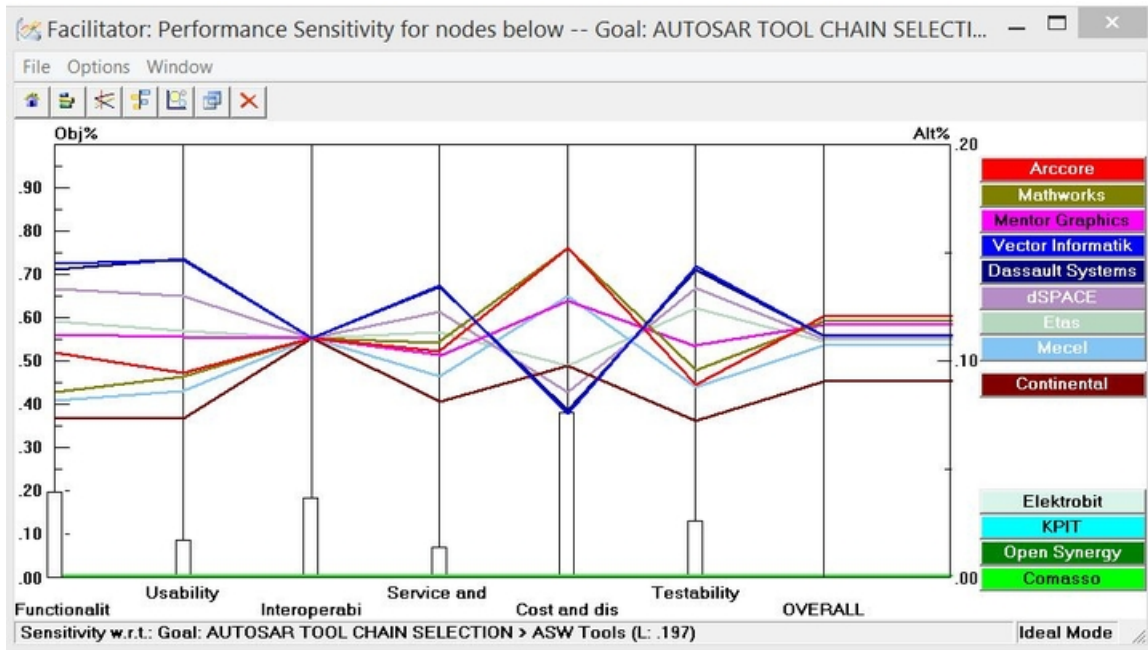 Facilitator: Performance Sensitivity for nodes below -- Goal: AUTOSAR TOOL CHAIN SELECTI...
File Options Window
Obj% Alt%
.20
.90
.80
.70
.60
.50 .10
.40
.30
.20
.10
.00 .00
Arccore
Mathworks
Mentor Graphics
Vector Informatik
Dassault Systems
dSPACE
Etas
Mecel
Continental
Elektrobit
KPIT
Open Synergy
Comasso
Usability Service and Testability
Functionalit Interoperabi Cost and dis OVERALL
Sensitivity w.r.t.: Goal: AUTOSAR TOOL CHAIN SELECTION > ASW Tools (L: .197) Ideal Mode